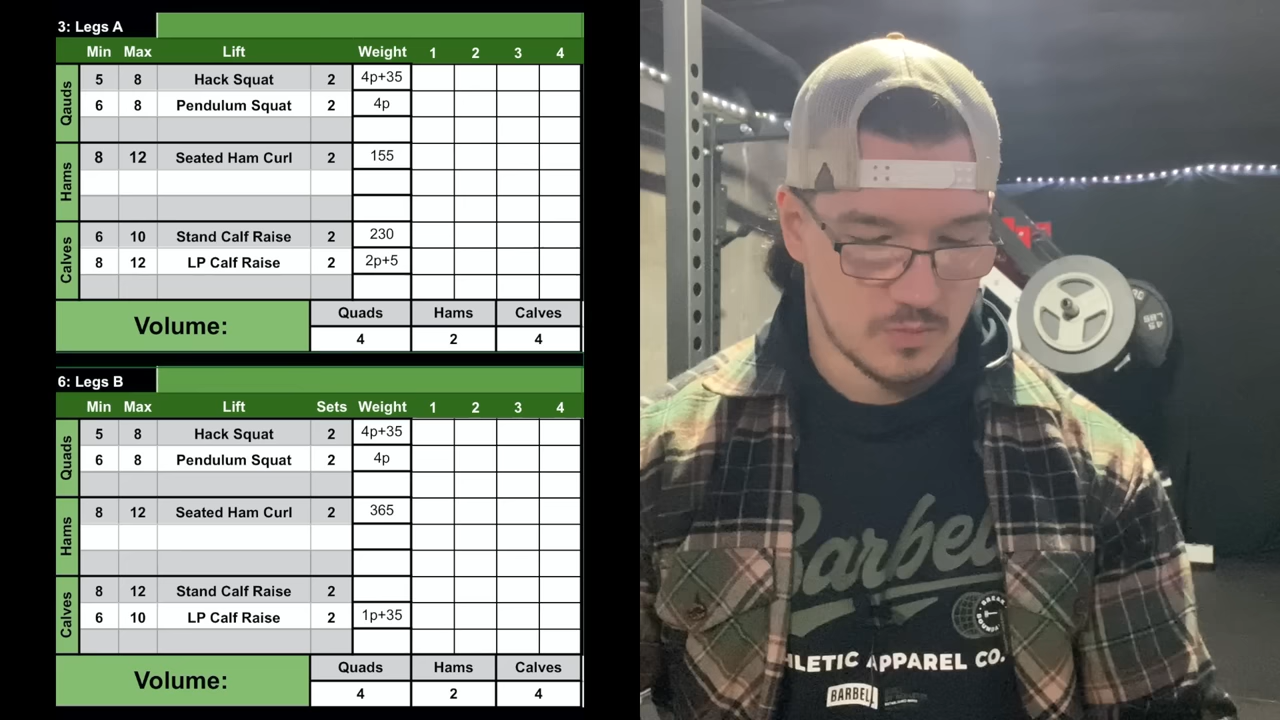 3: Legs A
Min Max Lift Weight 1 2 3 4
Qauds
5 8 Hack Squat 2 4p+35
6 8 Pendulum Squat 2 4p
Hams
8 12 Seated Ham Curl 2 155
Calves
6 10 Stand Calf Raise 2 230
8 12 LP Calf Raise 2 2p+5
Volume:
Quads Hams Calves
4 2 4
6: Legs B
Min Max Lift Sets Weight 1 2 3 4
Quads
5 8 Hack Squat 2 4p+35
6 8 Pendulum Squat 2 4p
Hams
8 12 Seated Ham Curl 2 365
Calves
8 12 Stand Calf Raise 2
6 10 LP Calf Raise 2 1p+35
Volume:
Quads Hams Calves
4 2 4
45
LBS
Barbel
HLETIC APPAREL CO.
BARBELL